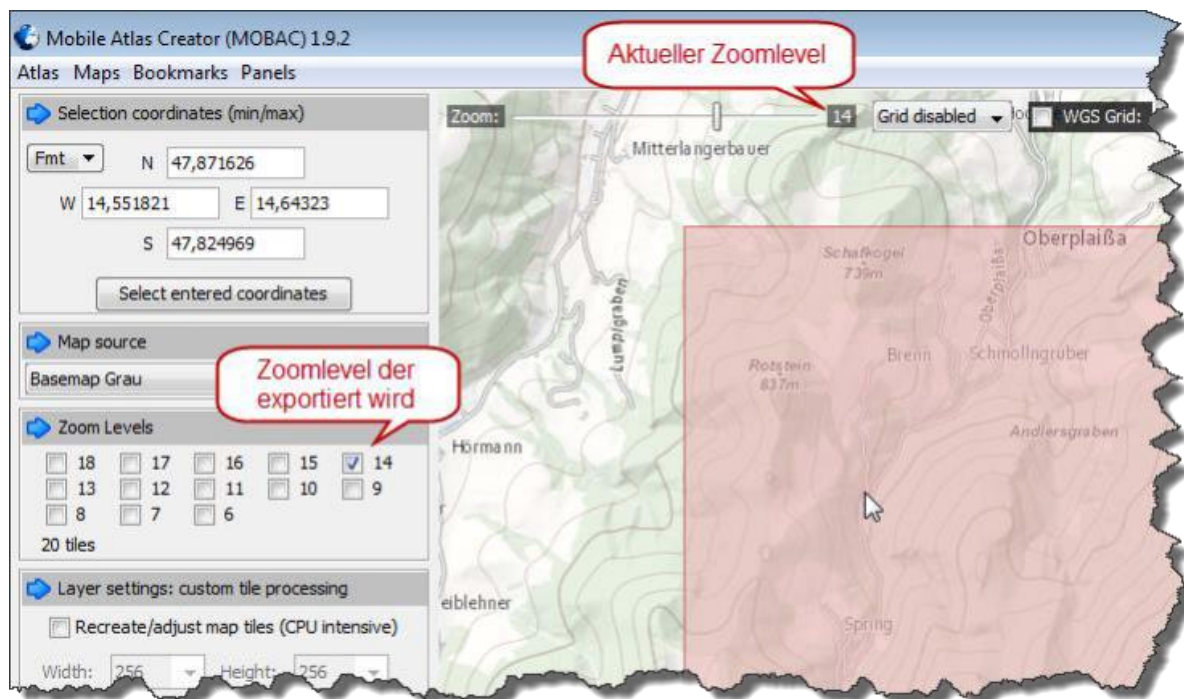 Mobile Atlas Creator (MOBAC) 1.9.2
Atlas Maps Bookmarks Panels
Aktueller Zoomlevel
Selection coordinates (min/max)
Fmt N 47,871626
W 14,551821 E 14,64323
S 47,824969
Select entered coordinates
Map source
Basemap Grau
Zoomlevel der
exportiert wird
Zoom Levels
18 17 16 15 14
13 12 11 10 9
8 7 6
20 tiles
Layer settings: custom tile processing
Recreate/adjust map tiles (CPU intensive)
Width: 256 Height: 256
Zoom: 14 Grid disabled WGS Grid:
Mitterlangerbauer
Oberplaißa
Schafkogel
739m
Oberplaißa
Lumplgraben
Brenn Schmollngruber
Rotstein
837m
Andlersgraben
Hörmann
eiblehner
Spring